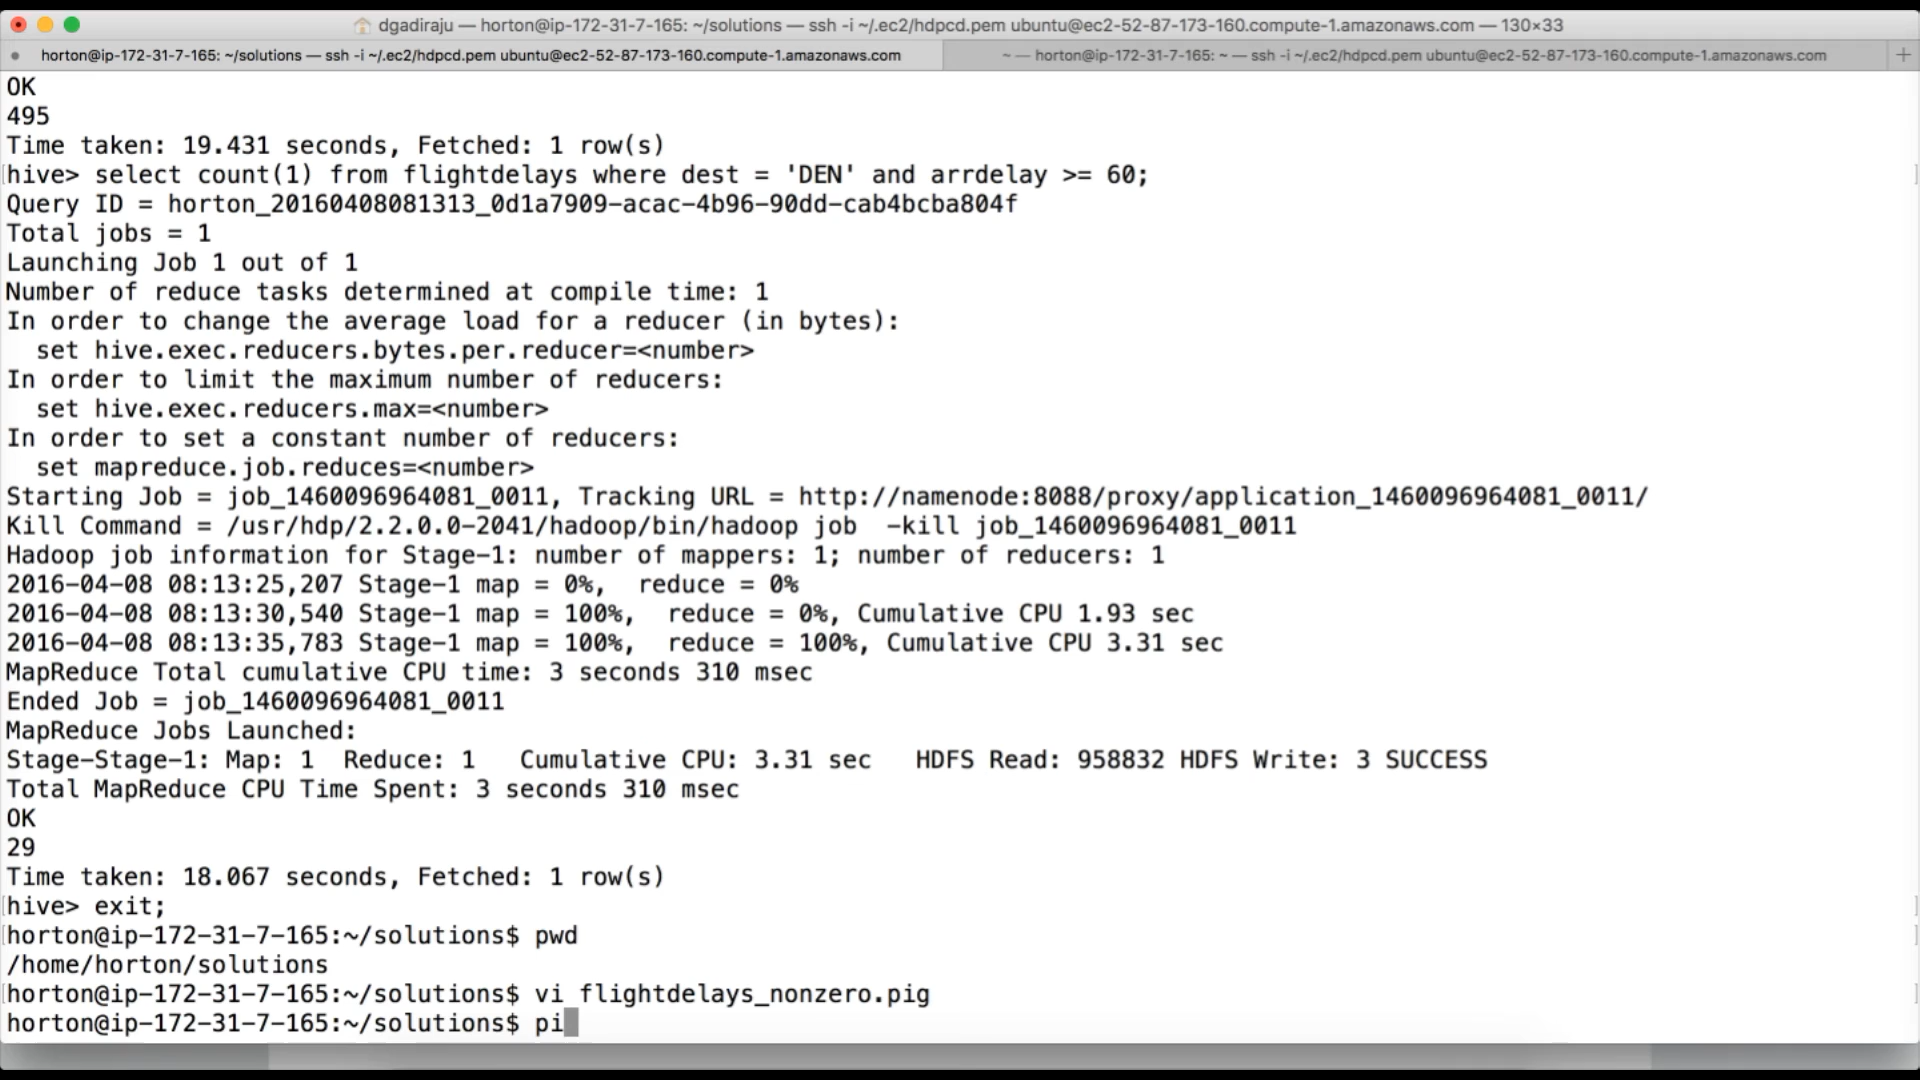 dgadiraju — horton@ip-172-31-7-165: ~/solutions — ssh -i ~/.ec2/hdpcd.pem ubuntu@ec2-52-87-173-160.compute-1.amazonaws.com — 130×33
horton@ip-172-31-7-165: ~/solutions — ssh -i ~/.ec2/hdpcd.pem ubuntu@ec2-52-87-173-160.compute-1.amazonaws.com
~ — horton@ip-172-31-7-165: ~ — ssh -i ~/.ec2/hdpcd.pem ubuntu@ec2-52-87-173-160.compute-1.amazonaws.com
OK
495
Time taken: 19.431 seconds, Fetched: 1 row(s)
hive> select count(1) from flightdelays where dest = 'DEN' and arrdelay >= 60;
Query ID = horton_20160408081313_0d1a7909-acac-4b96-90dd-cab4bcba804f
Total jobs = 1
Launching Job 1 out of 1
Number of reduce tasks determined at compile time: 1
In order to change the average load for a reducer (in bytes):
  set hive.exec.reducers.bytes.per.reducer=<number>
In order to limit the maximum number of reducers:
  set hive.exec.reducers.max=<number>
In order to set a constant number of reducers:
  set mapreduce.job.reduces=<number>
Starting Job = job_1460096964081_0011, Tracking URL = http://namenode:8088/proxy/application_1460096964081_0011/
Kill Command = /usr/hdp/2.2.0.0-2041/hadoop/bin/hadoop job  -kill job_1460096964081_0011
Hadoop job information for Stage-1: number of mappers: 1; number of reducers: 1
2016-04-08 08:13:25,207 Stage-1 map = 0%,  reduce = 0%
2016-04-08 08:13:30,540 Stage-1 map = 100%,  reduce = 0%, Cumulative CPU 1.93 sec
2016-04-08 08:13:35,783 Stage-1 map = 100%,  reduce = 100%, Cumulative CPU 3.31 sec
MapReduce Total cumulative CPU time: 3 seconds 310 msec
Ended Job = job_1460096964081_0011
MapReduce Jobs Launched:
Stage-Stage-1: Map: 1  Reduce: 1   Cumulative CPU: 3.31 sec   HDFS Read: 958832 HDFS Write: 3 SUCCESS
Total MapReduce CPU Time Spent: 3 seconds 310 msec
OK
29
Time taken: 18.067 seconds, Fetched: 1 row(s)
hive> exit;
horton@ip-172-31-7-165:~/solutions$ pwd
/home/horton/solutions
horton@ip-172-31-7-165:~/solutions$ vi flightdelays_nonzero.pig
horton@ip-172-31-7-165:~/solutions$ pi